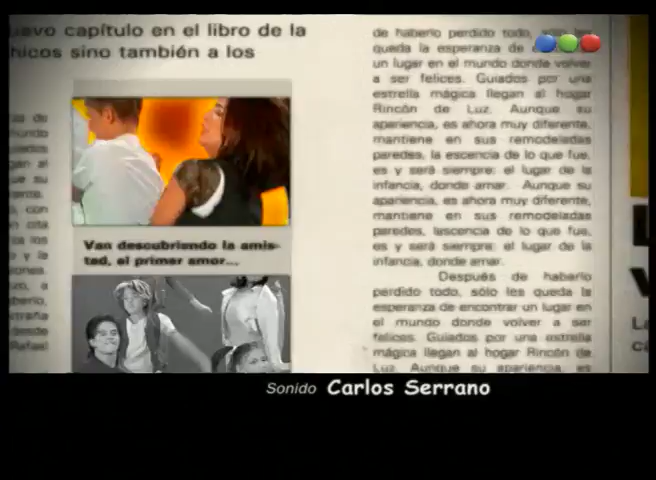 uevo capítulo en el libro de la
hicos sino también a los
Van descubriendo la amis-
tad, el primer amor...
de haberlo perdido todo, sólo les
queda la esperanza de
un lugar en el mundo donde volver
a ser felices. Guiados por una
estrella mágica llegan al hogar
Rincón de Luz. Aunque su
apariencia, es ahora muy diferente,
mantiene en sus remodeladas
paredes, la escencia de lo que fue,
es y será siempre: el lugar de la
infancia, donde amar. Aunque su
apariencia, es ahora muy diferente,
mantiene en sus remodeladas
paredes, lascencia de lo que fue,
es y será siempre: el lugar de la
infancia, donde amar.
Después de haberlo
perdido todo, sólo les queda la
esperanza de encontrar un lugar en
el mundo donde volver a ser
felices. Guiados por una estrella
mágica llegan al hogar Rincón de
Luz. Aunque su apariencia, es
Sonido Carlos Serrano